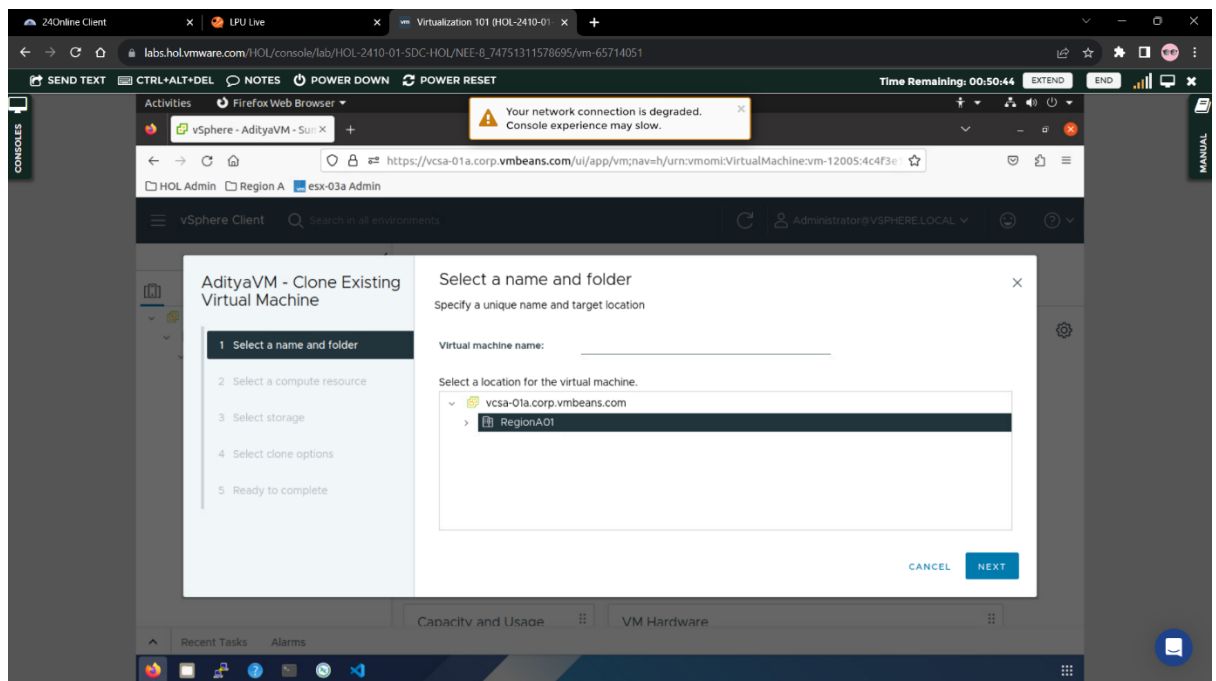 24Online Client
LPU Live
Virtualization 101 (HOL-2410-01-
labs.hol.vmware.com/HOL/console/lab/HOL-2410-01-SDC-HOL/NEE-8_74751311578695/vm-65714051
SEND TEXT CTRL+ALT+DEL NOTES POWER DOWN POWER RESET
Time Remaining: 00:50:44 EXTEND END
CONSOLES
MANUAL
Activities Firefox Web Browser
Your network connection is degraded.
Console experience may slow.
vSphere - AdityaVM - Sum
https://vcsa-01a.corp.vmbeans.com/ui/app/vm;nav=h/urn:vmomi:VirtualMachine:vm-12005:4c4f3e
HOL Admin Region A esx-03a Admin
vSphere Client Search in all environments Administrator@VSPHERE.LOCAL
AdityaVM - Clone Existing
Virtual Machine
1 Select a name and folder
2 Select a compute resource
3 Select storage
4 Select clone options
5 Ready to complete
Select a name and folder
Specify a unique name and target location
Virtual machine name:
Select a location for the virtual machine.
vcsa-01a.corp.vmbeans.com
RegionA01
CANCEL NEXT
Capacity and Usage VM Hardware
Recent Tasks Alarms